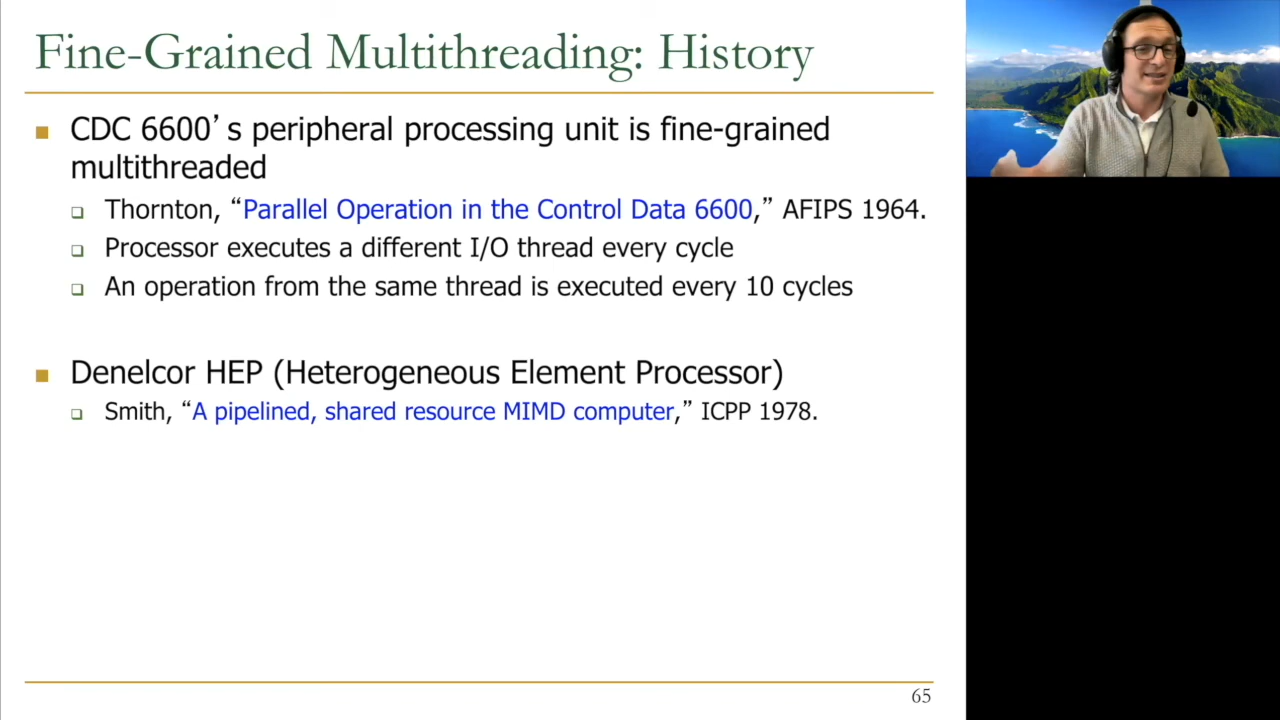 Fine-Grained Multithreading: History
■ CDC 6600’s peripheral processing unit is fine-grained
multithreaded
❑ Thornton, “Parallel Operation in the Control Data 6600,” AFIPS 1964.
❑ Processor executes a different I/O thread every cycle
❑ An operation from the same thread is executed every 10 cycles
■ Denelcor HEP (Heterogeneous Element Processor)
❑ Smith, “A pipelined, shared resource MIMD computer,” ICPP 1978.
65